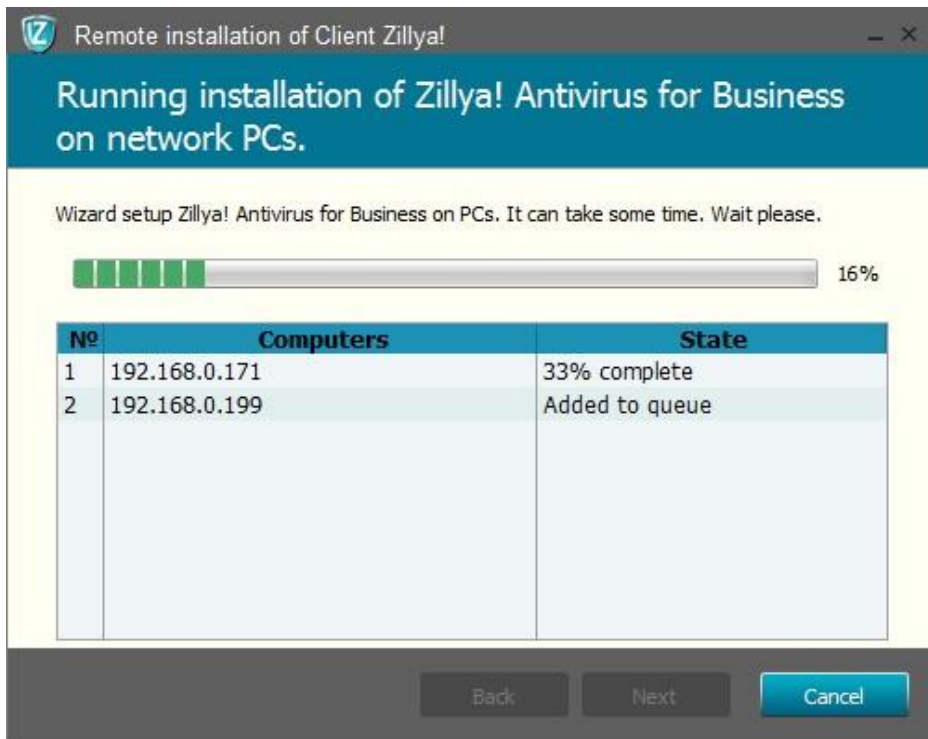 Remote installation of Client Zillya!
Running installation of Zillya! Antivirus for Business
on network PCs.
Wizard setup Zillya! Antivirus for Business on PCs. It can take some time. Wait please.
16%
Nº Computers State
1 192.168.0.171 33% complete
2 192.168.0.199 Added to queue
Back Next Cancel